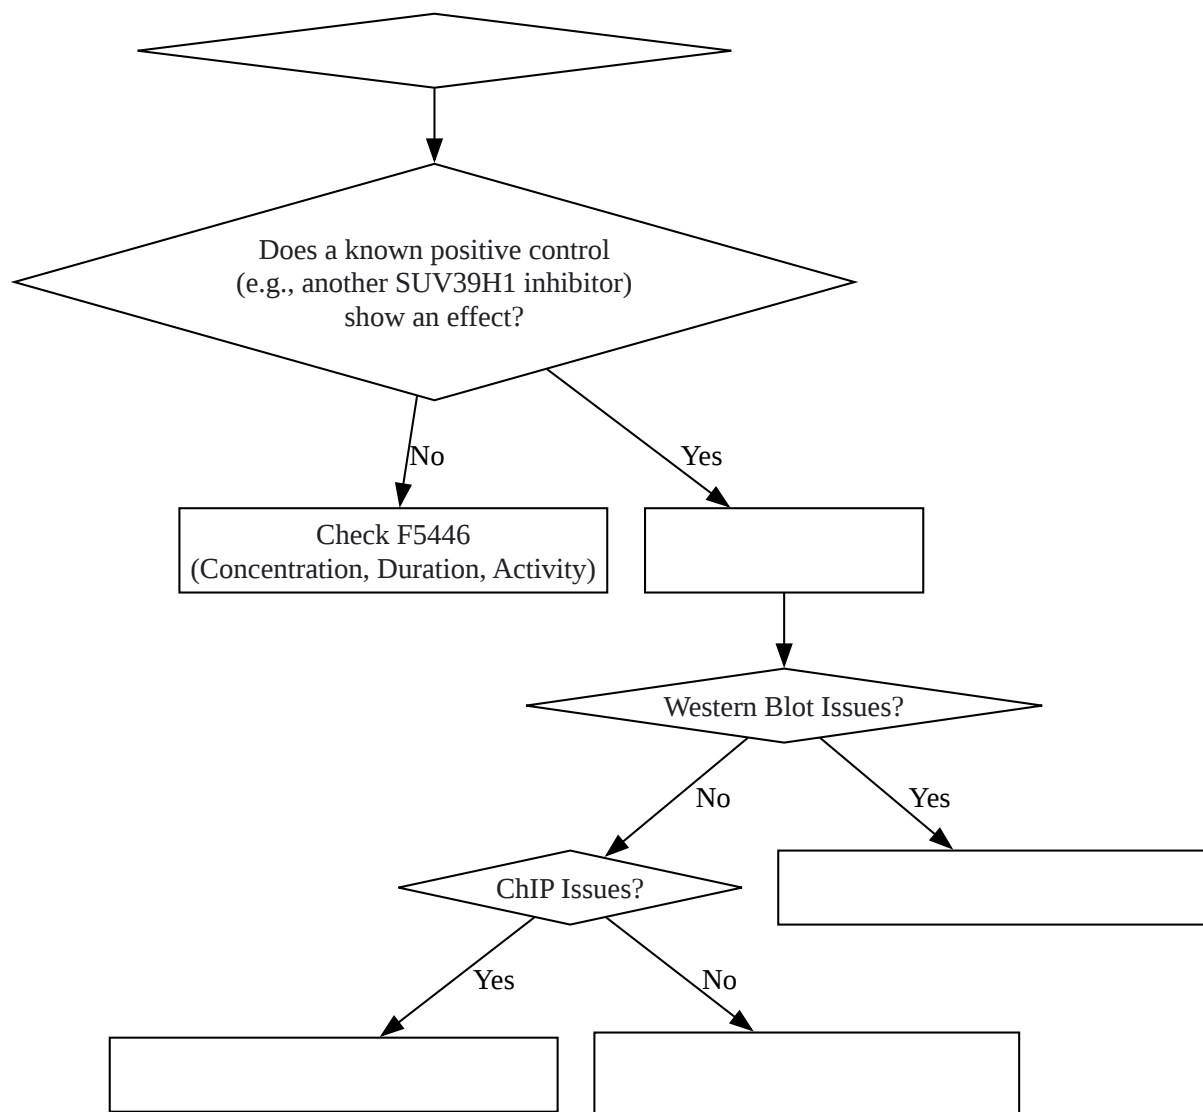 Does a known positive control
(e.g., another SUV39H1 inhibitor)
show an effect?
No
Yes
Check F5446
(Concentration, Duration, Activity)
Western Blot Issues?
No
Yes
ChIP Issues?
Yes
No